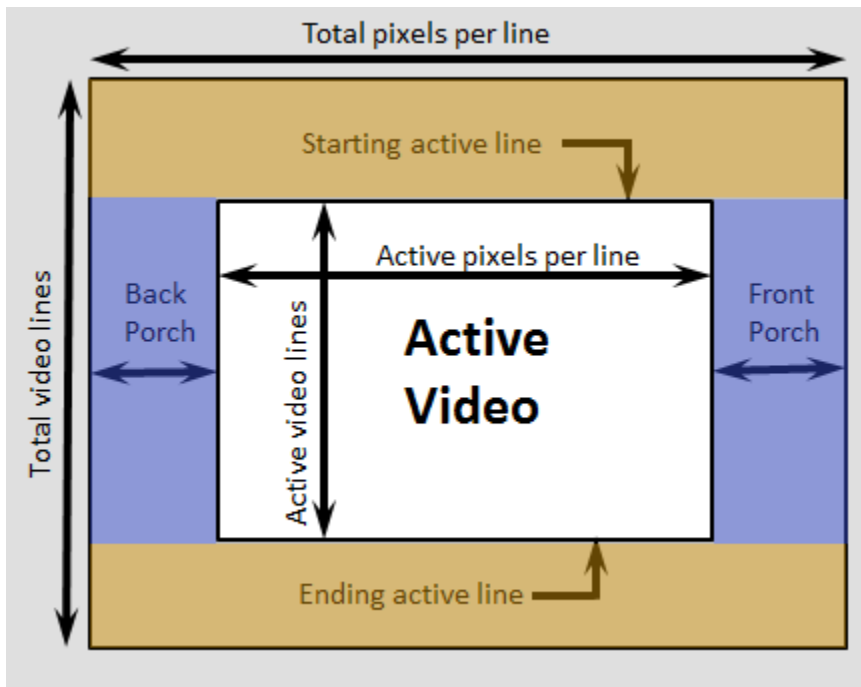 Total pixels per line
Starting active line
Active pixels per line
Back
Porch
Front
Porch
Total video lines
Active video lines
Active
Video
Ending active line